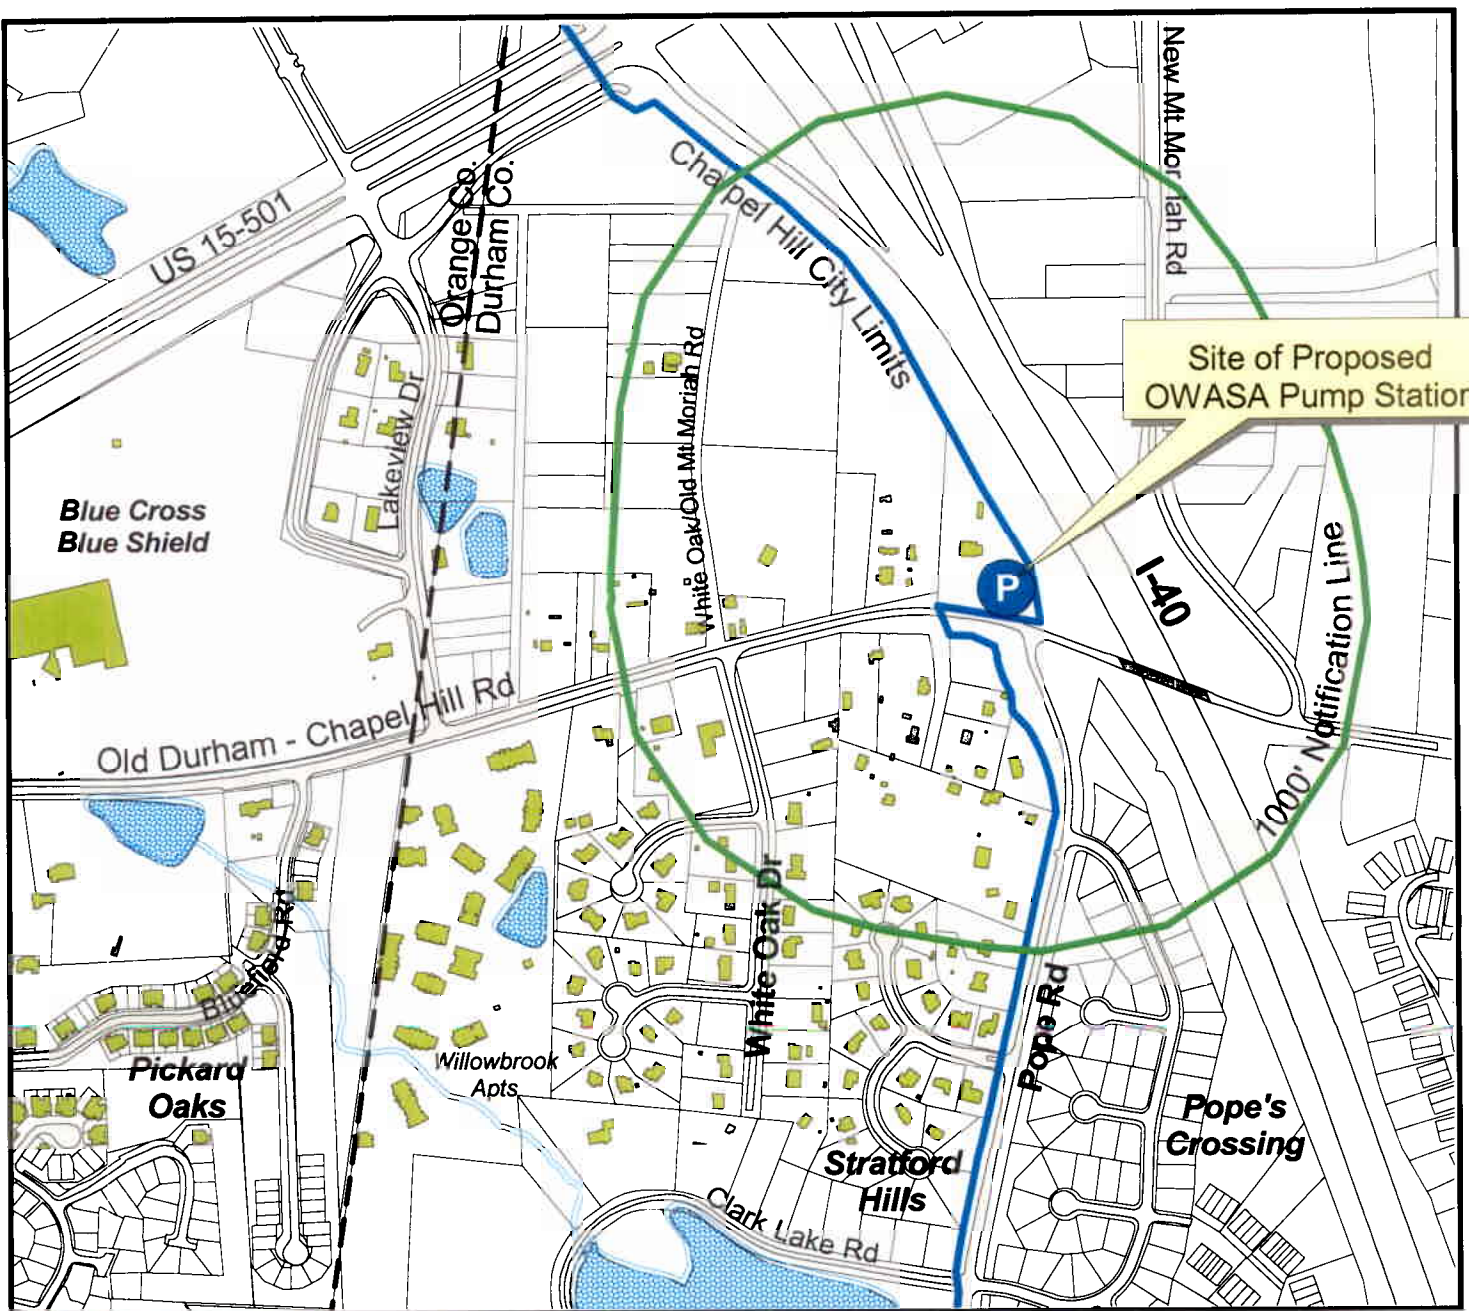 New Mt Moriah Rd
Chapel Hill City Limits
US 15-501
Orange Co.
Durham Co.
Site of Proposed
OWASA Pump Station
White Oak/Old Mt Moriah Rd
Lakeview Dr
Blue Cross
Blue Shield
P
I-40
1000' Notification Line
Old Durham - Chapel Hill Rd
White Oak Dr
Pope Rd
Pickard
Oaks
Willowbrook
Apts
Pope's
Crossing
Stratford
Hills
Clark Lake Rd